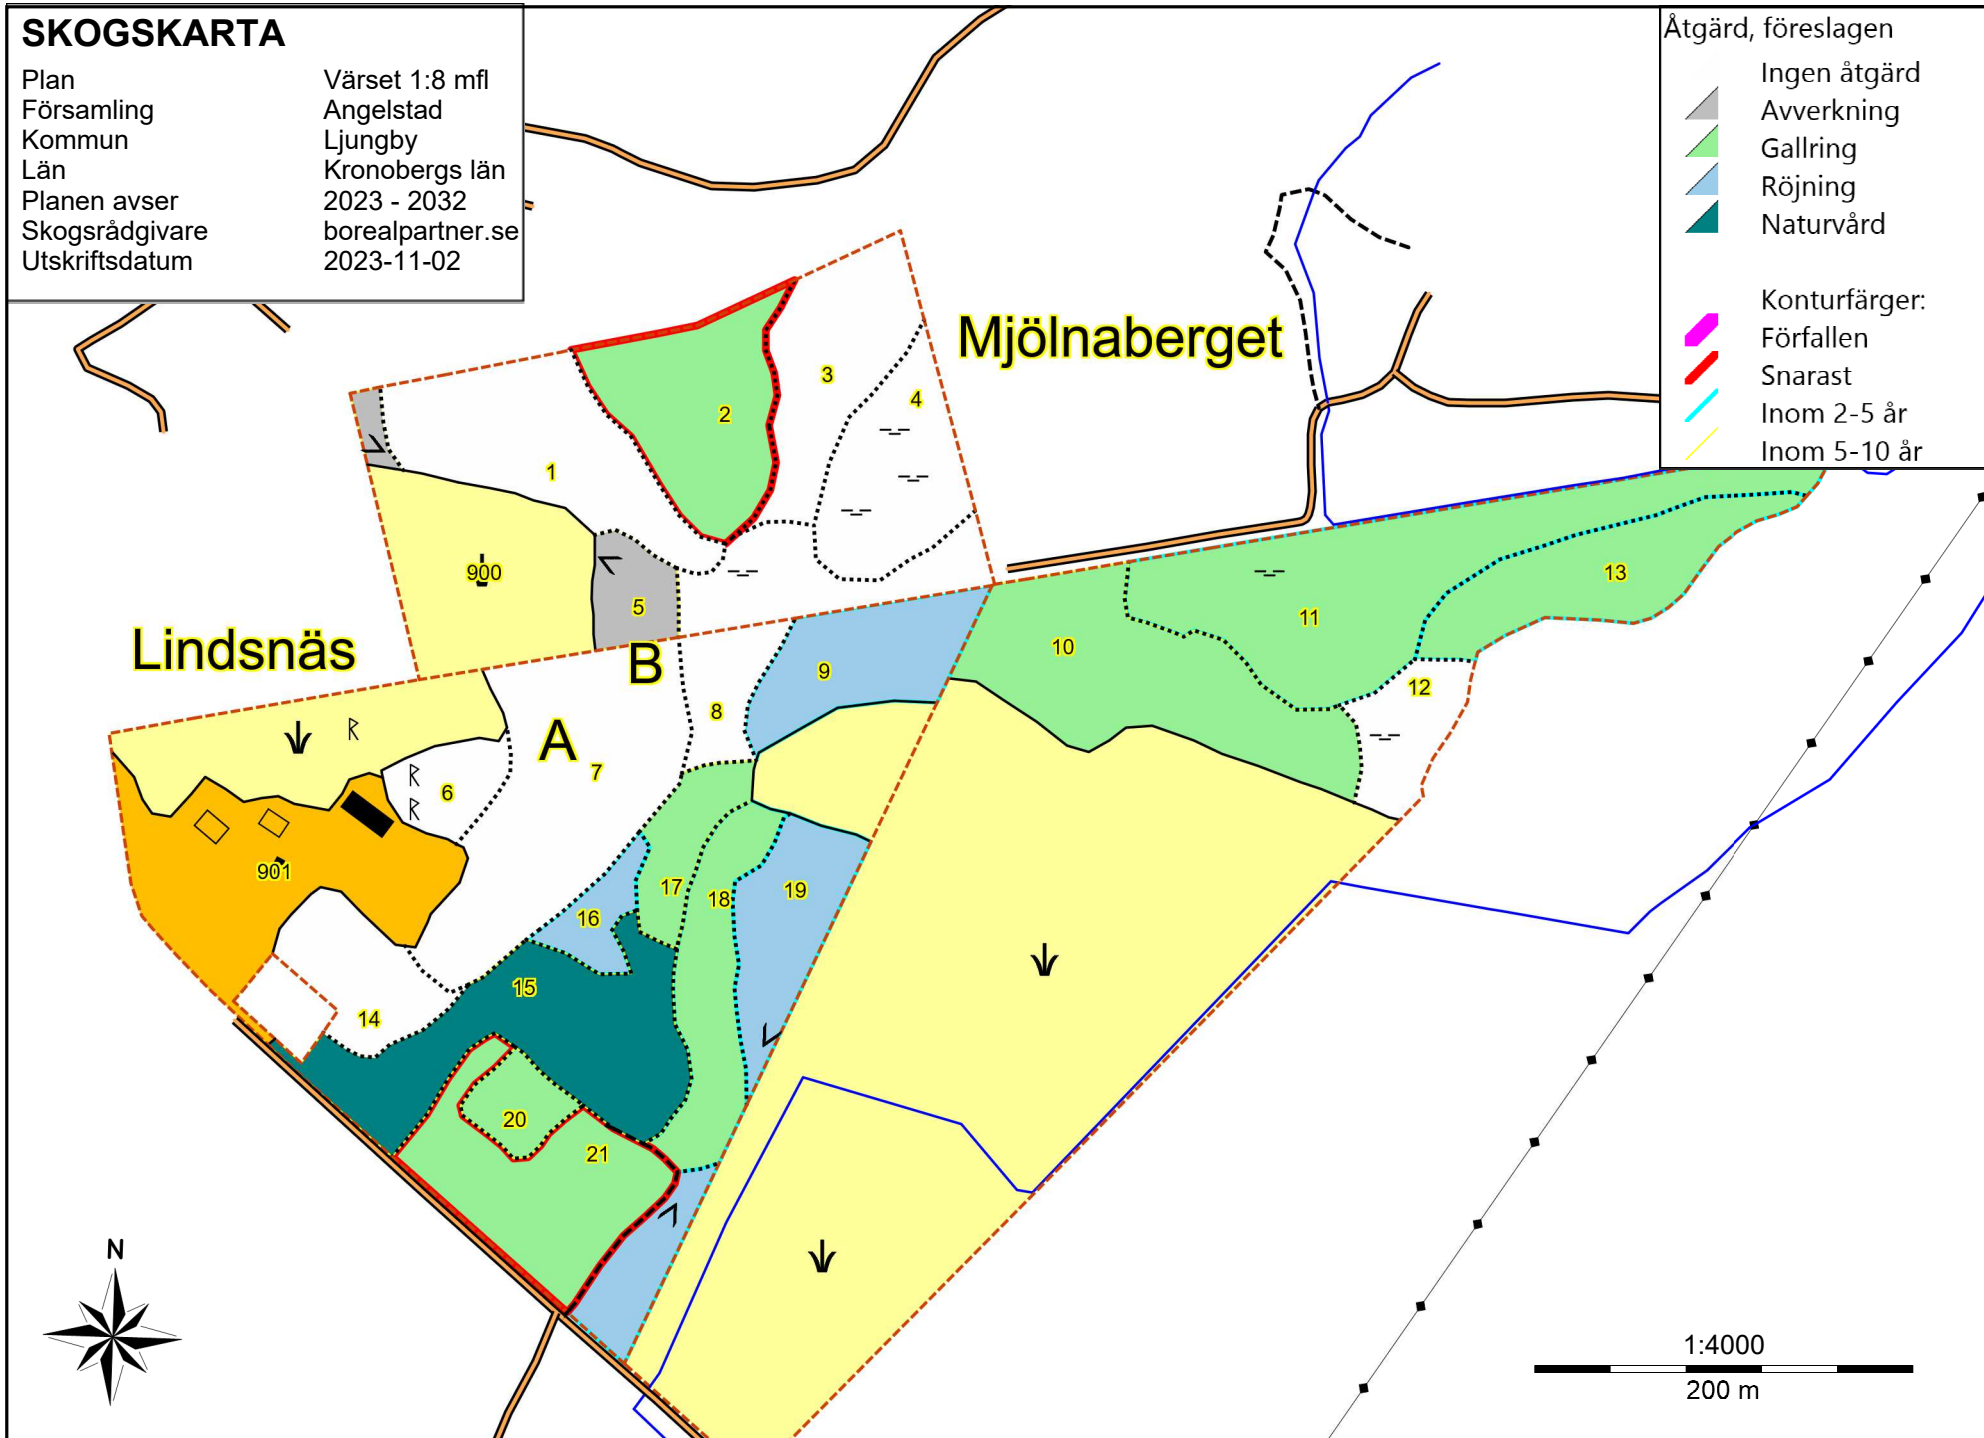 SKOGSKARTA
Plan Värset 1:8 mfl
Församling Angelstad
Kommun Ljungby
Län Kronobergs län
Planen avser 2023 - 2032
Skogsrådgivare borealpartner.se
Utskriftsdatum 2023-11-02
Åtgärd, föreslagen
Ingen åtgärd
Avverkning
Gallring
Röjning
Naturvård
Konturfärger:
Förfallen
Snarast
Inom 2-5 år
Inom 5-10 år
Mjölnaberget
3
4
2
1
900
5
13
11
10
Lindsnäs
B
9
12
8
A
7
6
901
17
18
19
16
15
14
20
21
N
1:4000
200 m